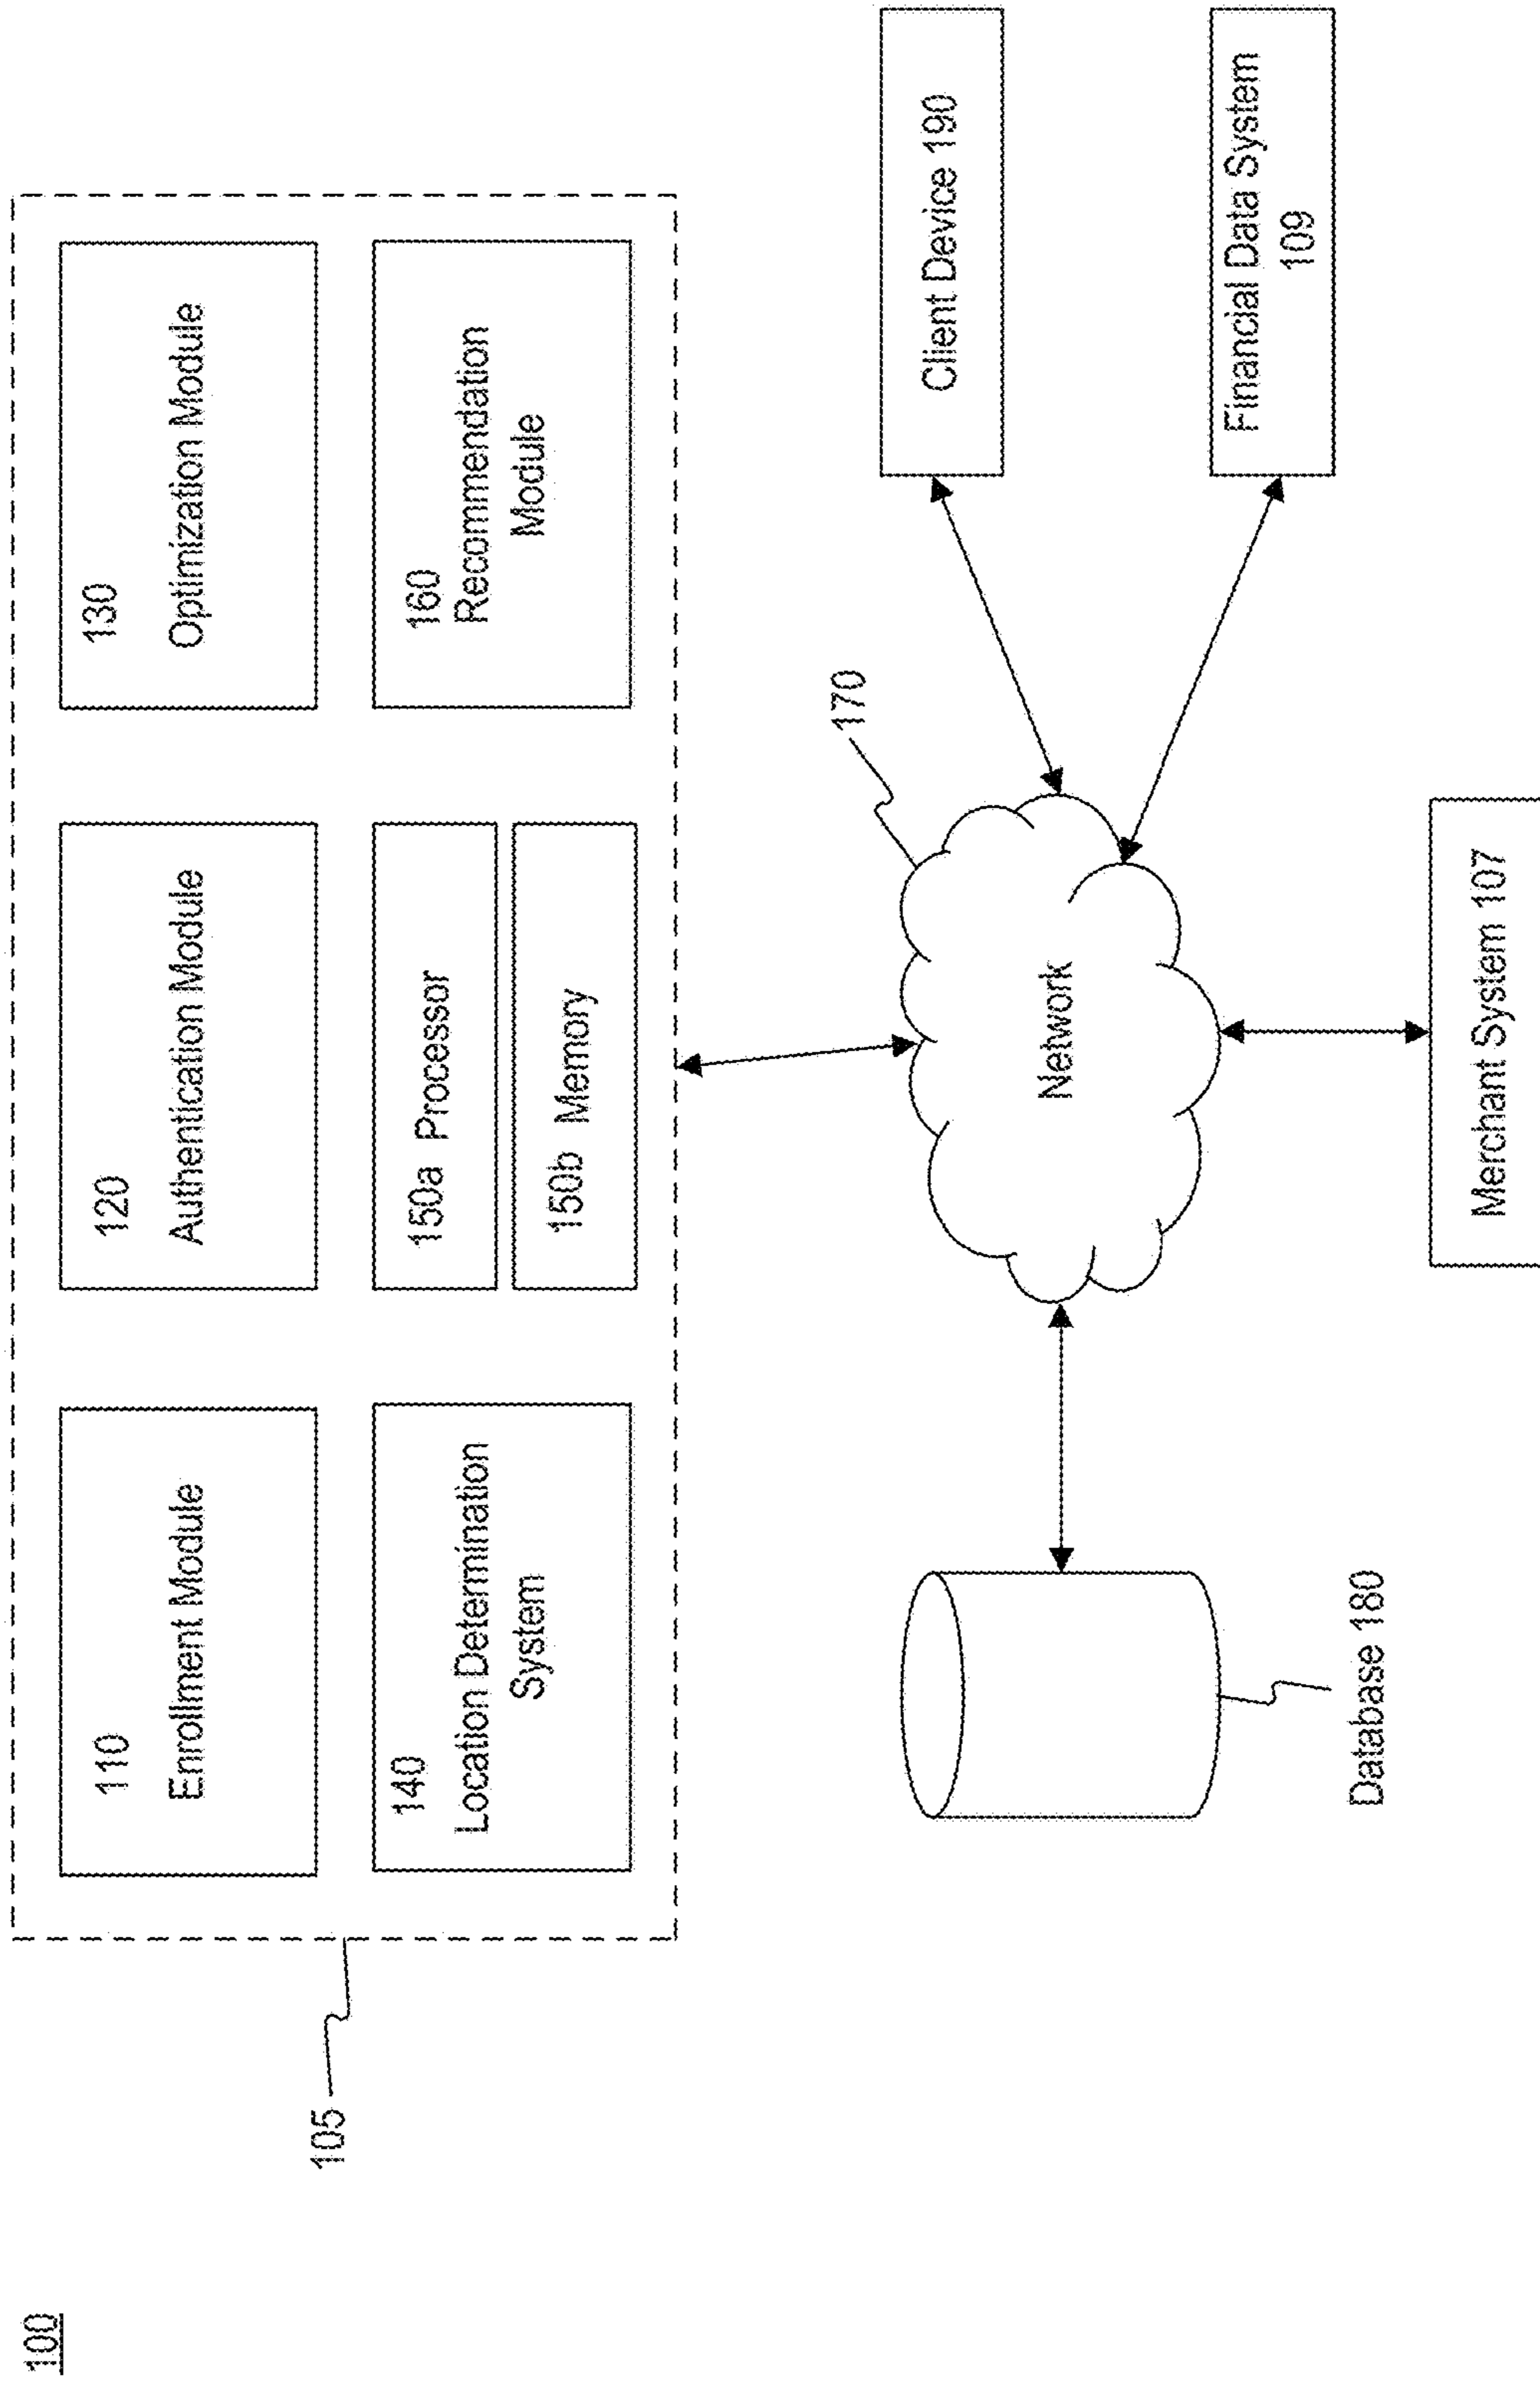 100
105
110
Enrollment Module
120
Authentication Module
130
Optimization Module
140
Location Determination
System
150a Processor
150b Memory
160
Recommendation
Module
170
Network
Database 180
Client Device 190
Financial Data System
109
Merchant System 107